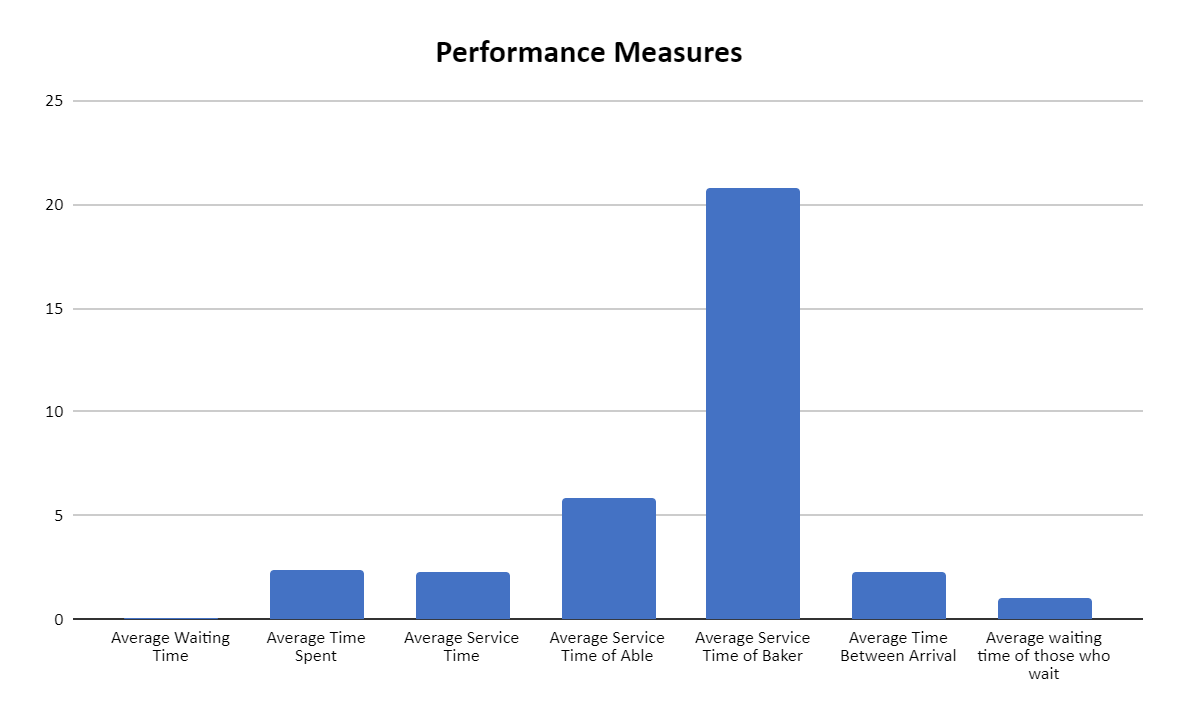 Performance Measures
25
20
15
10
5
0
Average Waiting
Time
Average Time
Spent
Average Service
Time
Average Service
Time of Able
Average Service
Time of Baker
Average Time
Between Arrival
Average waiting
time of those who
wait